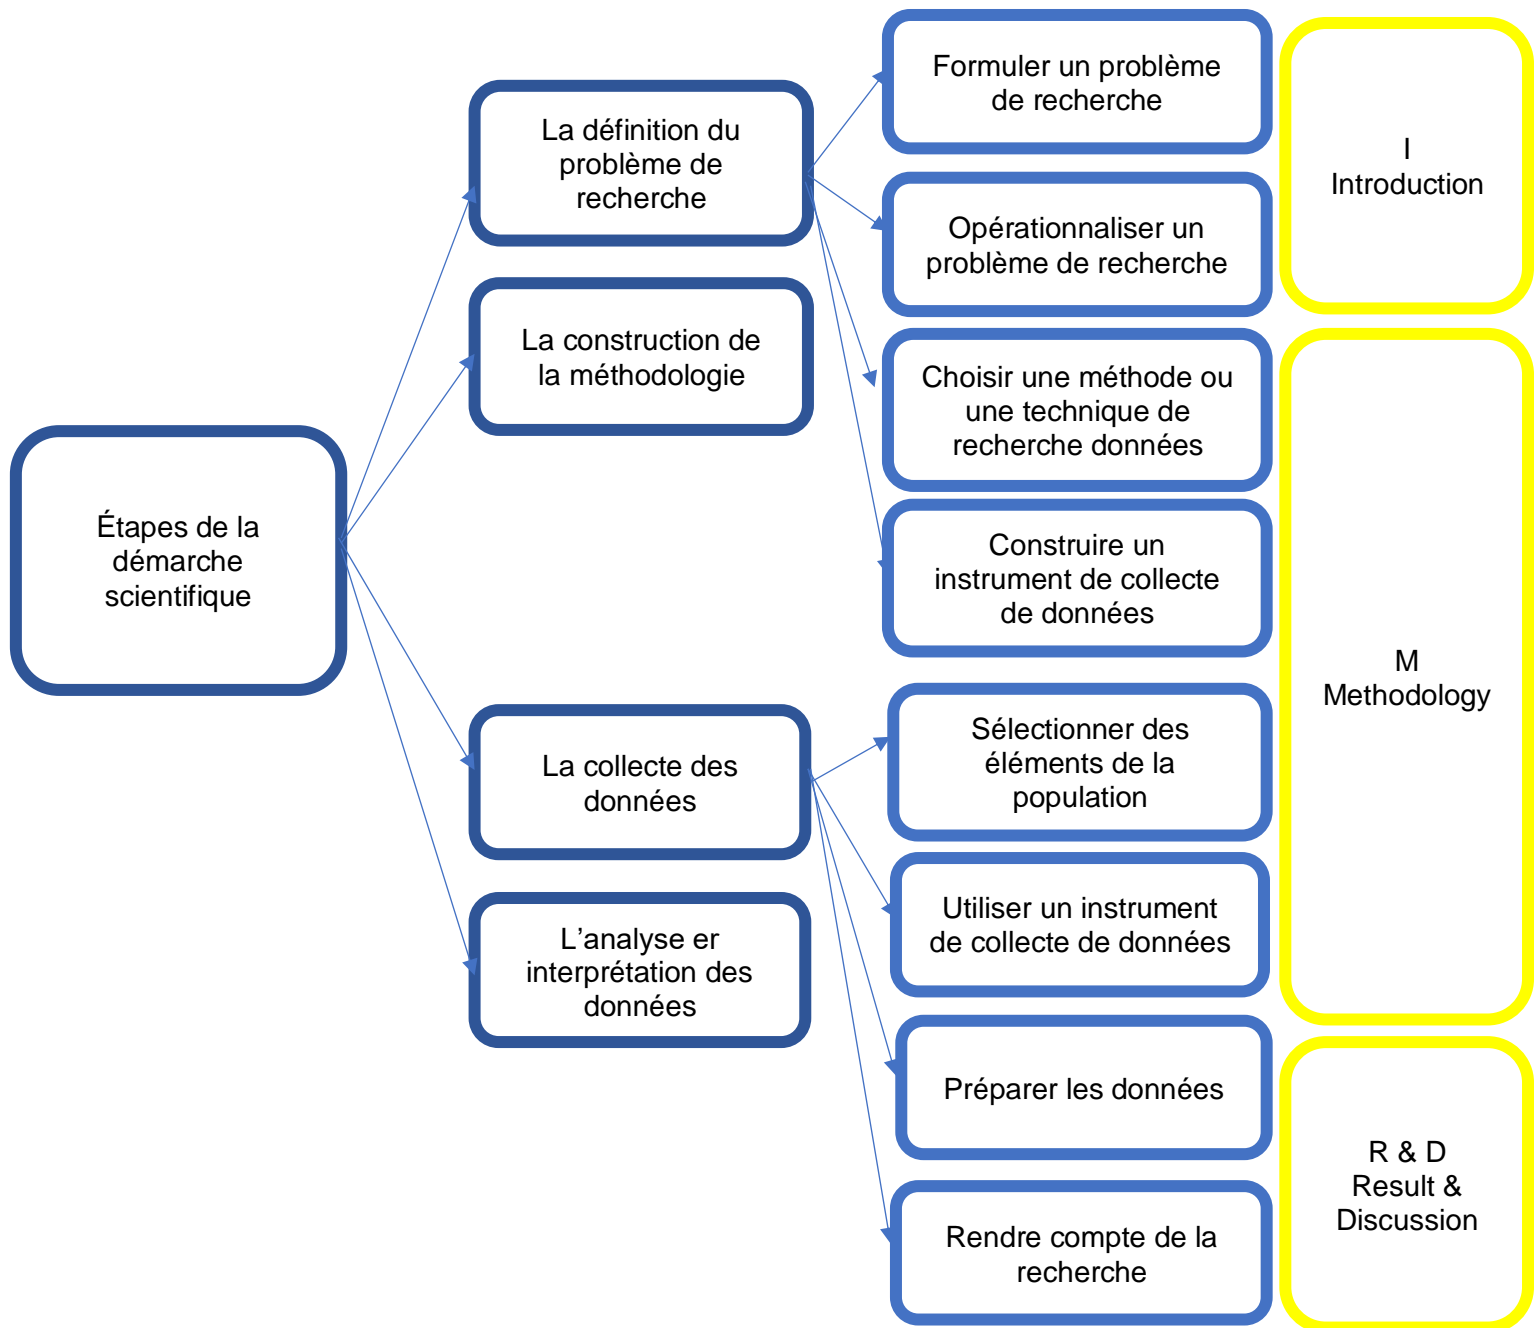 Étapes de la
démarche
scientifique
La définition du
problème de
recherche
La construction de
la méthodologie
La collecte des
données
L’analyse er
interprétation des
données
Formuler un problème
de recherche
Opérationnaliser un
problème de recherche
Choisir une méthode ou
une technique de
recherche données
Construire un
instrument de collecte
de données
Sélectionner des
éléments de la
population
Utiliser un instrument
de collecte de données
Préparer les données
Rendre compte de la
recherche
I
Introduction
M
Methodology
R & D
Result &
Discussion